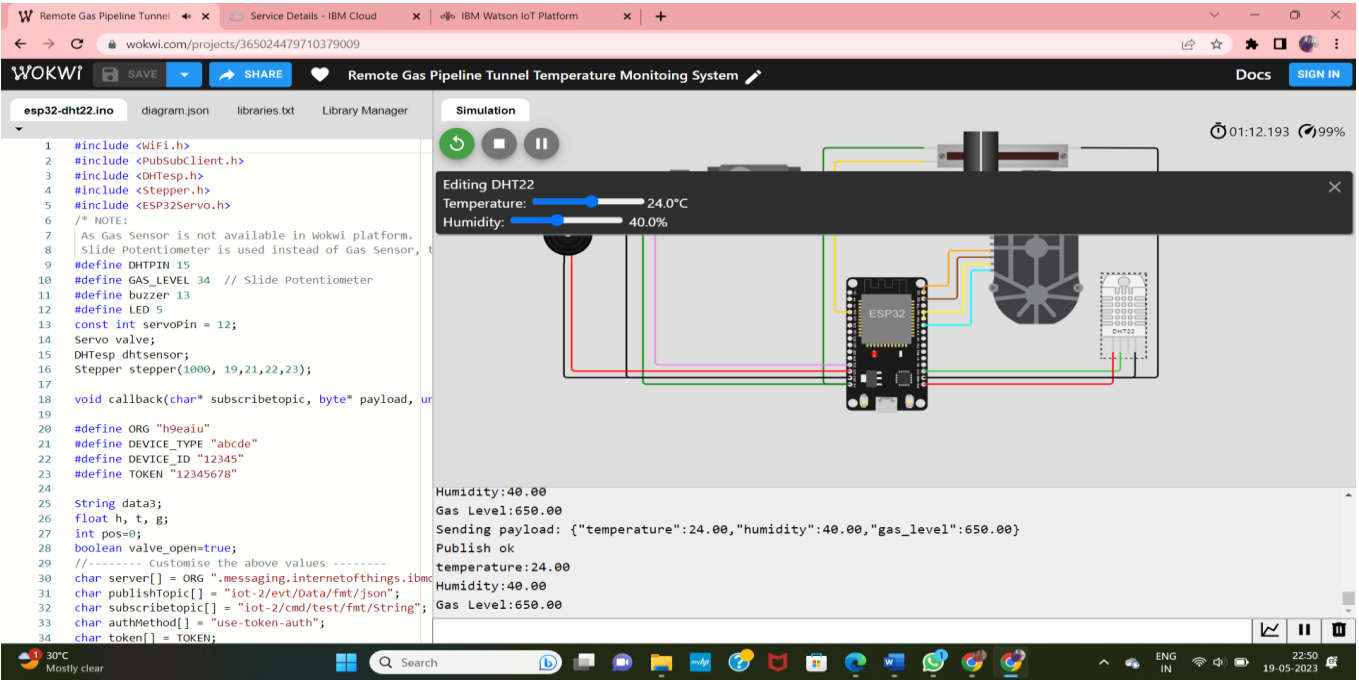 Remote Gas Pipeline Tunnel
Service Details - IBM Cloud
IBM Watson IoT Platform
wokwi.com/projects/365024479710379009
WOKWI
SAVE
SHARE
Remote Gas Pipeline Tunnel Temperature Monitoing System
Docs
SIGN IN
esp32-dht22.ino diagram.json libraries.txt Library Manager
Simulation
01:12.193 99%
Editing DHT22
Temperature: 24.0°C
Humidity: 40.0%
ESP32
DHT22
1 #include <WiFi.h>
2 #include <PubSubClient.h>
3 #include <DHTesp.h>
4 #include <Stepper.h>
5 #include <ESP32Servo.h>
6 /* NOTE:
7 As Gas Sensor is not available in Wokwi platform.
8 Slide Potentiometer is used instead of Gas Sensor, t
9 #define DHTPIN 15
10 #define GAS_LEVEL 34 // Slide Potentiometer
11 #define buzzer 13
12 #define LED 5
13 const int servoPin = 12;
14 Servo valve;
15 DHTesp dhtsensor;
16 Stepper stepper(1000, 19,21,22,23);
17
18 void callback(char* subscribetopic, byte* payload, un
19
20 #define ORG "h9eaiu"
21 #define DEVICE_TYPE "abcde"
22 #define DEVICE_ID "12345"
23 #define TOKEN "12345678"
24
25 String data3;
26 float h, t, g;
27 int pos=0;
28 boolean valve_open=true;
29 //-------- Customise the above values --------
30 char server[] = ORG ".messaging.internetofthings.ibmc
31 char publishTopic[] = "iot-2/evt/Data/fmt/json";
32 char subscribetopic[] = "iot-2/cmd/test/fmt/String";
33 char authMethod[] = "use-token-auth";
34 char token[] = TOKEN;
Humidity:40.00
Gas Level:650.00
Sending payload: {"temperature":24.00,"humidity":40.00,"gas_level":650.00}
Publish ok
temperature:24.00
Humidity:40.00
Gas Level:650.00
1
30°C
Mostly clear
Search
1
ENG
IN
22:50
19-05-2023